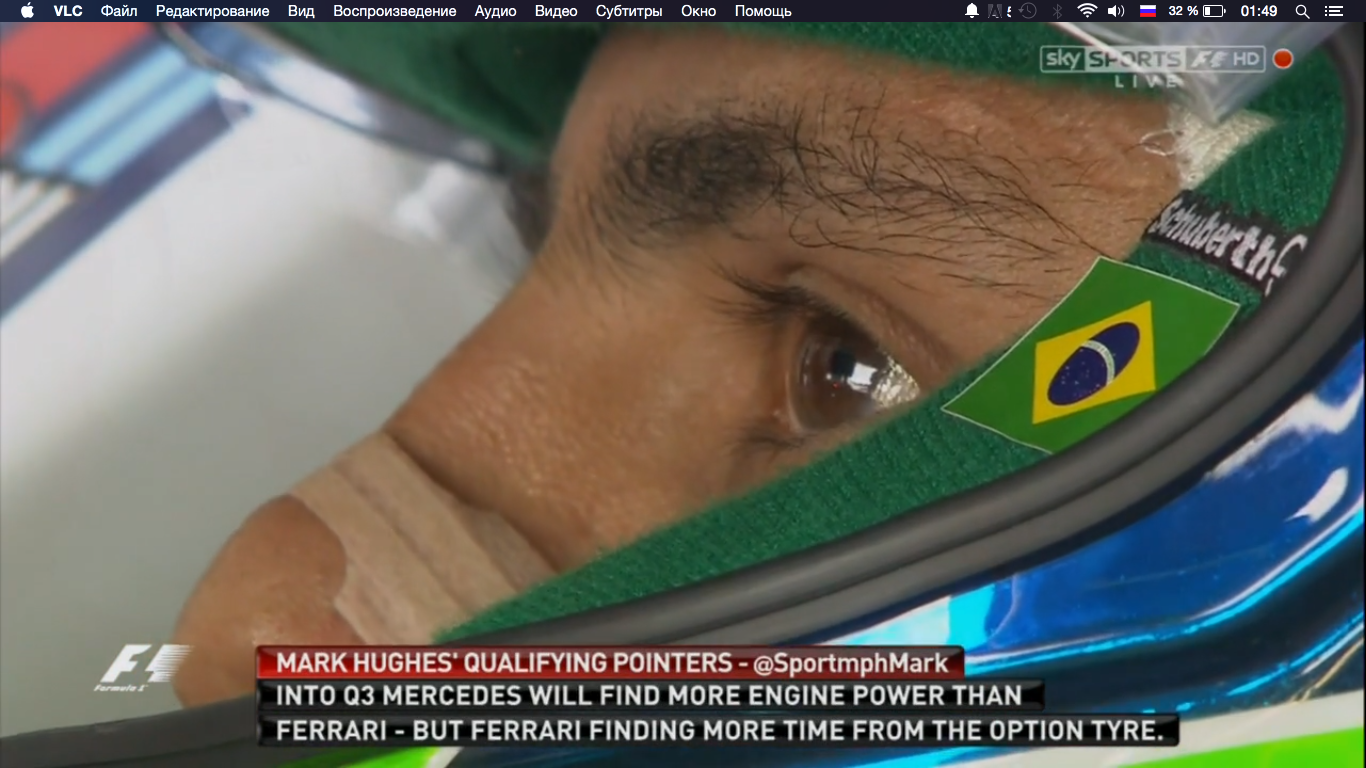 VLC Файл Редактирование Вид Воспроизведение Аудио Видео Субтитры Окно Помощь 32 % 01:49
sky SPORTS F1 HD
LIVE
Schuberth
F1
Formula 1
MARK HUGHES' QUALIFYING POINTERS - @SportmphMark
INTO Q3 MERCEDES WILL FIND MORE ENGINE POWER THAN
FERRARI - BUT FERRARI FINDING MORE TIME FROM THE OPTION TYRE.